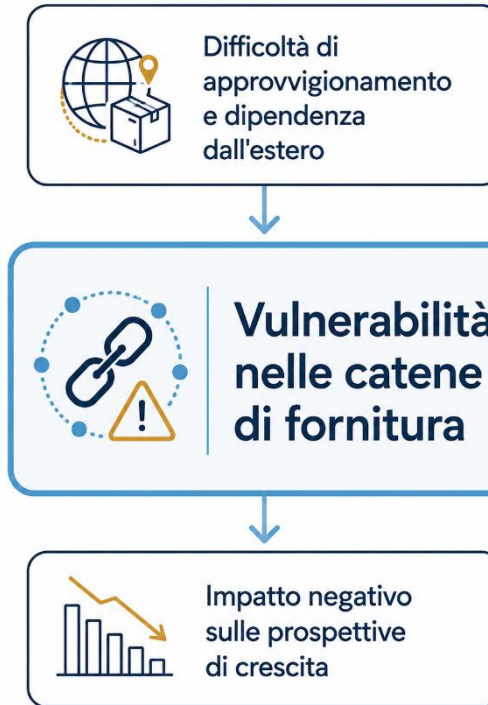 Difficoltà di
approvvigionamento
e dipendenza
dall'estero
Vulnerabilità
nelle catene
di fornitura
Impatto negativo
sulle prospettive
di crescita